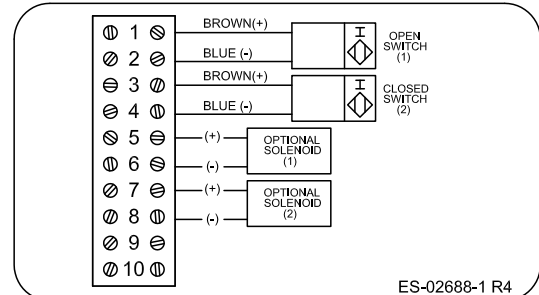 1 BROWN(+)
OPEN
SWITCH
(1)
2 BLUE (-)
3 BROWN(+)
CLOSED
SWITCH
(2)
4 BLUE (-)
5 (+)
OPTIONAL
SOLENOID
(1)
6 (-)
7 (+)
OPTIONAL
SOLENOID
(2)
8 (-)
9
10
ES-02688-1 R4